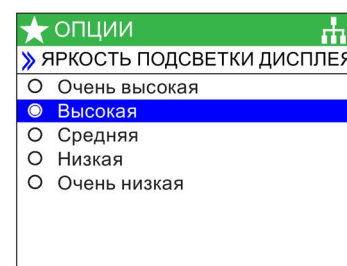 ОПЦИИ
ЯРКОСТЬ ПОДСВЕТКИ ДИСПЛЕЯ
Очень высокая
Высокая
Средняя
Низкая
Очень низкая